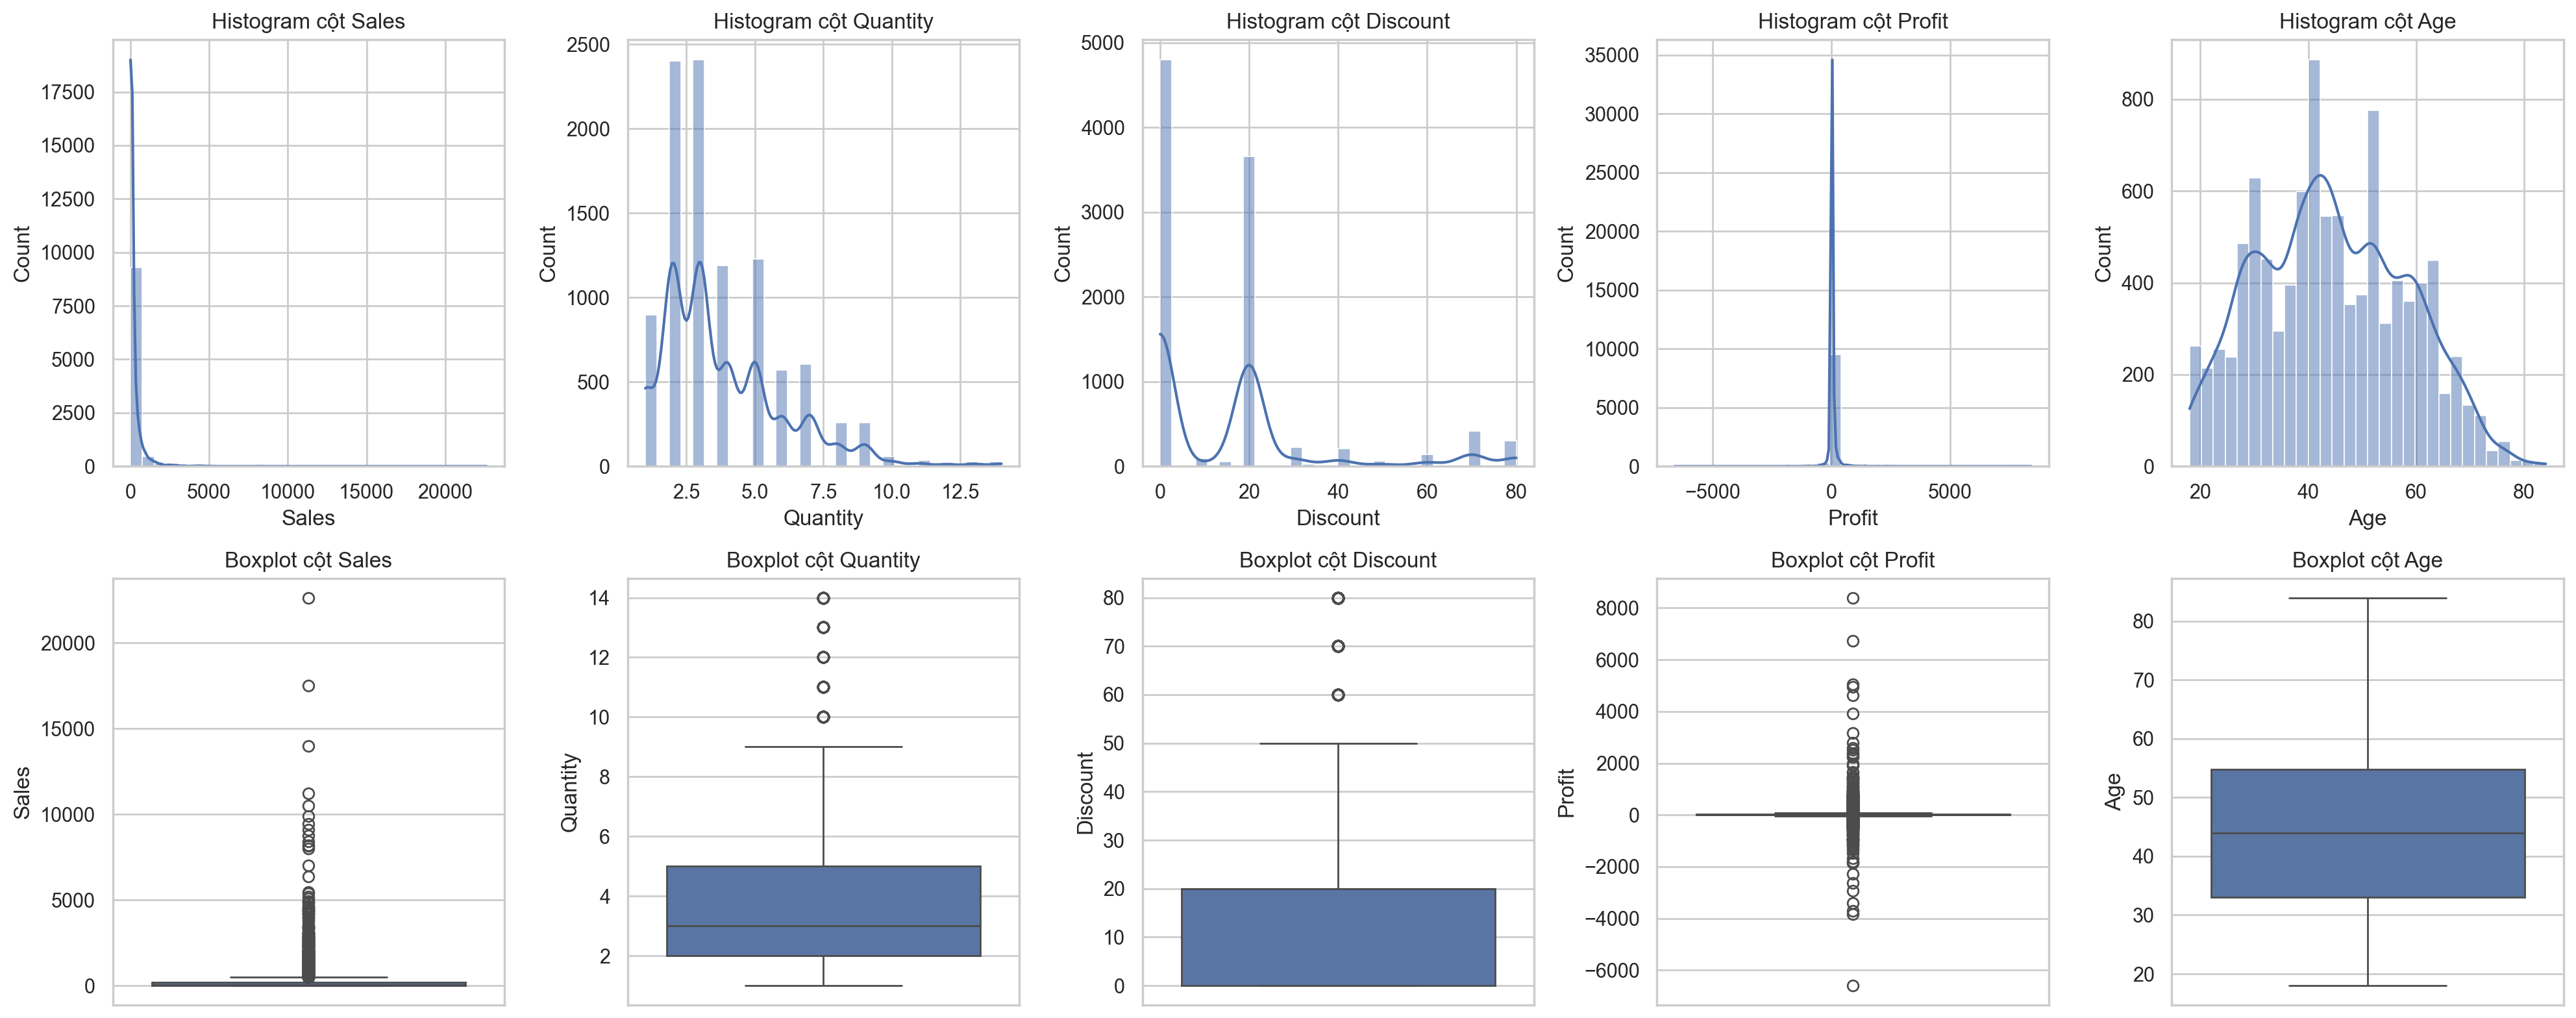 Histogram cột Sales
17500
15000
12500
10000
7500
5000
2500
0
Count
0 5000 10000 15000 20000
Sales
Histogram cột Quantity
2500
2000
1500
1000
500
0
Count
2.5 5.0 7.5 10.0 12.5
Quantity
Histogram cột Discount
5000
4000
3000
2000
1000
0
Count
0 20 40 60 80
Discount
Histogram cột Profit
35000
30000
25000
20000
15000
10000
5000
0
Count
−5000 0 5000
Profit
Histogram cột Age
800
600
400
200
0
Count
20 40 60 80
Age
Boxplot cột Sales
20000
15000
10000
5000
0
Sales
Boxplot cột Quantity
14
12
10
8
6
4
2
Quantity
Boxplot cột Discount
80
70
60
50
40
30
20
10
0
Discount
Boxplot cột Profit
8000
6000
4000
2000
0
−2000
−4000
−6000
Profit
Boxplot cột Age
80
70
60
50
40
30
20
Age